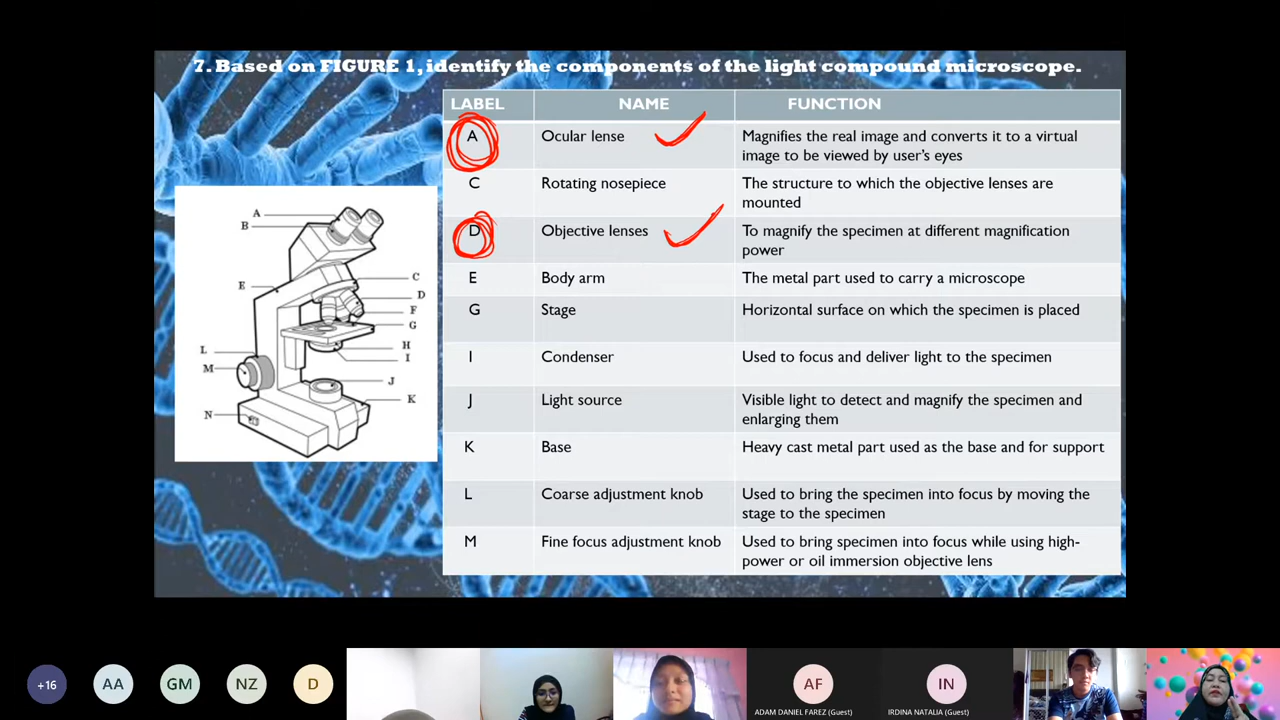 7. Based on FIGURE 1, identify the components of the light compound microscope.
LABEL NAME FUNCTION
A Ocular lense Magnifies the real image and converts it to a virtual
image to be viewed by user's eyes
C Rotating nosepiece The structure to which the objective lenses are
mounted
D Objective lenses To magnify the specimen at different magnification
power
E Body arm The metal part used to carry a microscope
G Stage Horizontal surface on which the specimen is placed
I Condenser Used to focus and deliver light to the specimen
J Light source Visible light to detect and magnify the specimen and
enlarging them
K Base Heavy cast metal part used as the base and for support
L Coarse adjustment knob Used to bring the specimen into focus by moving the
stage to the specimen
M Fine focus adjustment knob Used to bring specimen into focus while using high-
power or oil immersion objective lens
A
B
C
E
D
F
G
H
L
I
M
J
K
N
+16 AA GM NZ D AF IN
ADAM DANIEL FAREZ (Guest) IRDINA NATALIA (Guest)